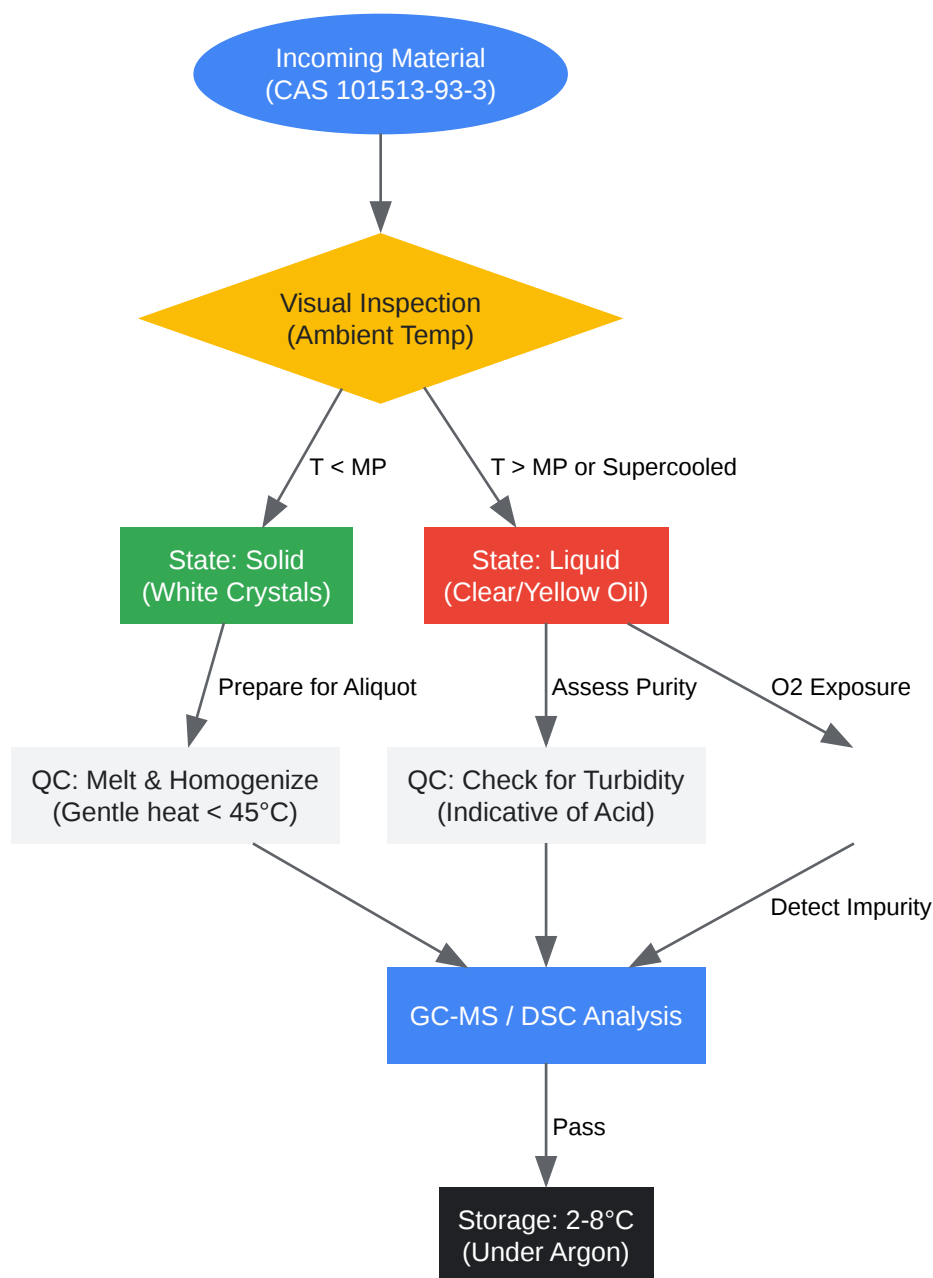 Incoming Material
(CAS 101513-93-3)
Visual Inspection
(Ambient Temp)
T < MP
T > MP or Supercooled
State: Solid
(White Crystals)
State: Liquid
(Clear/Yellow Oil)
Prepare for Aliquot
Assess Purity
O2 Exposure
QC: Melt & Homogenize
(Gentle heat < 45°C)
QC: Check for Turbidity
(Indicative of Acid)
Detect Impurity
GC-MS / DSC Analysis
Pass
Storage: 2-8°C
(Under Argon)